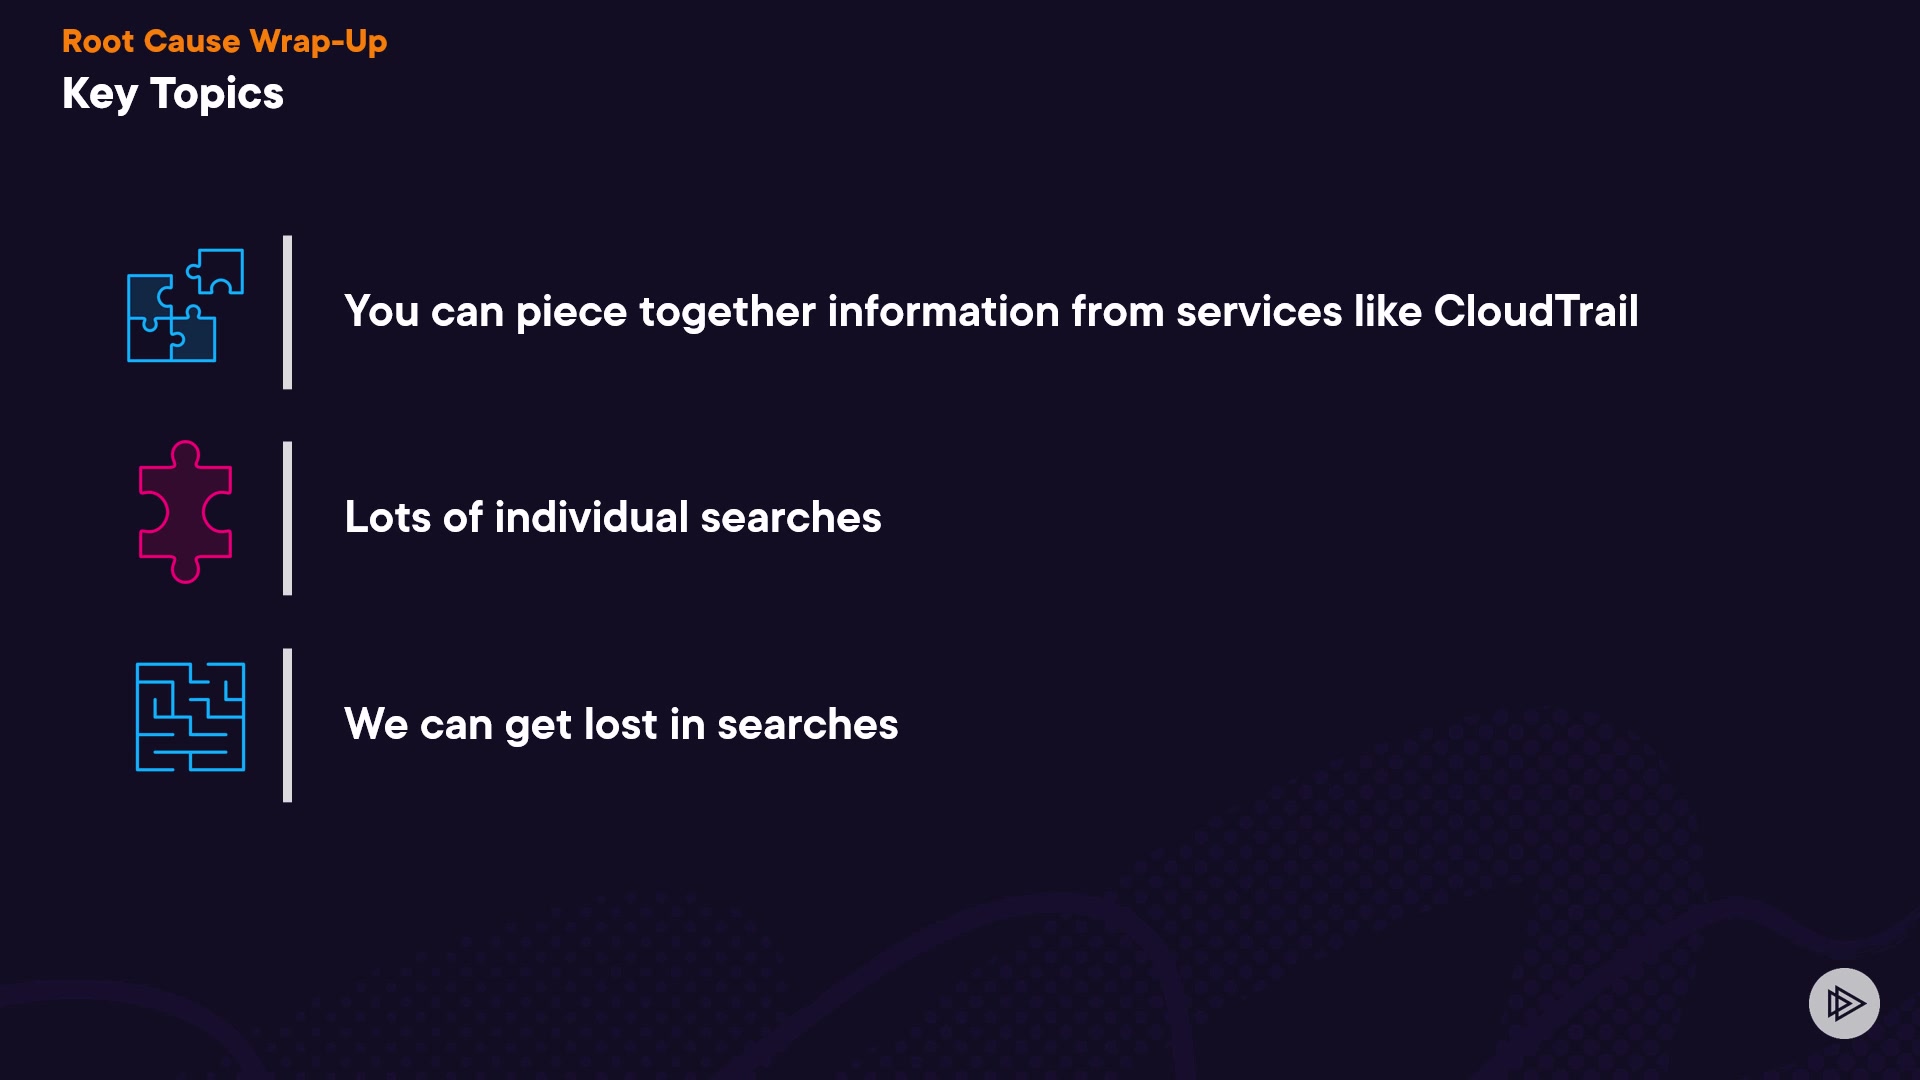 Root Cause Wrap-Up
Key Topics
You can piece together information from services like CloudTrail
Lots of individual searches
We can get lost in searches